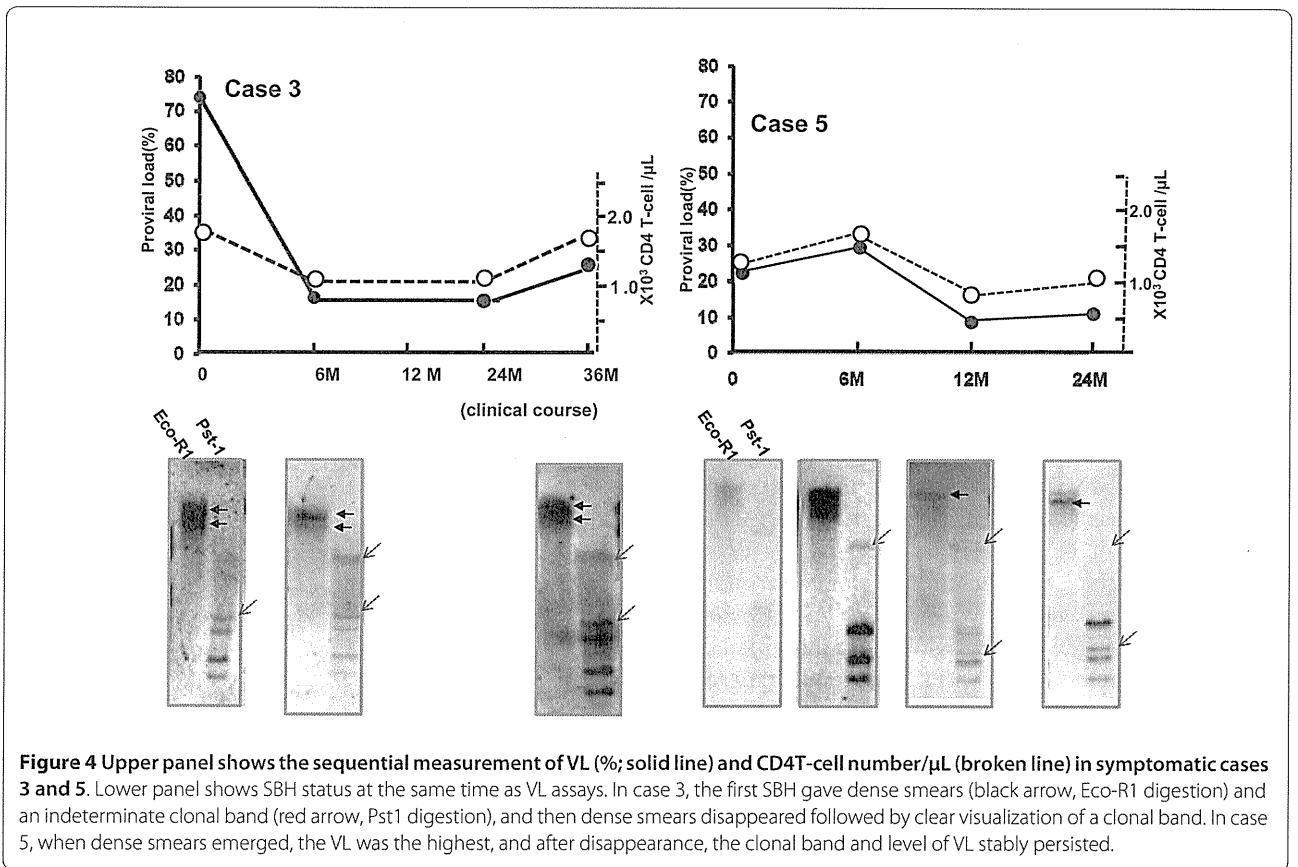 Case 3
Proviral load(%)
80
70
60
50
40
30
20
10
0
2.0
1.0
X10³ CD4 T-cell /μL
0 6M 12 M 24M 36M
(clinical course)
Case 5
Proviral load(%)
80
70
60
50
40
30
20
10
0
2.0
1.0
X10³ CD4 T-cell /μL
0 6M 12M 24M
Eco-R1 Pst-1
Eco-R1 Pst-1
Figure 4 Upper panel shows the sequential measurement of VL (%; solid line) and CD4T-cell number/μL (broken line) in symptomatic cases
3 and 5. Lower panel shows SBH status at the same time as VL assays. In case 3, the first SBH gave dense smears (black arrow, Eco-R1 digestion) and
an indeterminate clonal band (red arrow, Pst1 digestion), and then dense smears disappeared followed by clear visualization of a clonal band. In case
5, when dense smears emerged, the VL was the highest, and after disappearance, the clonal band and level of VL stably persisted.